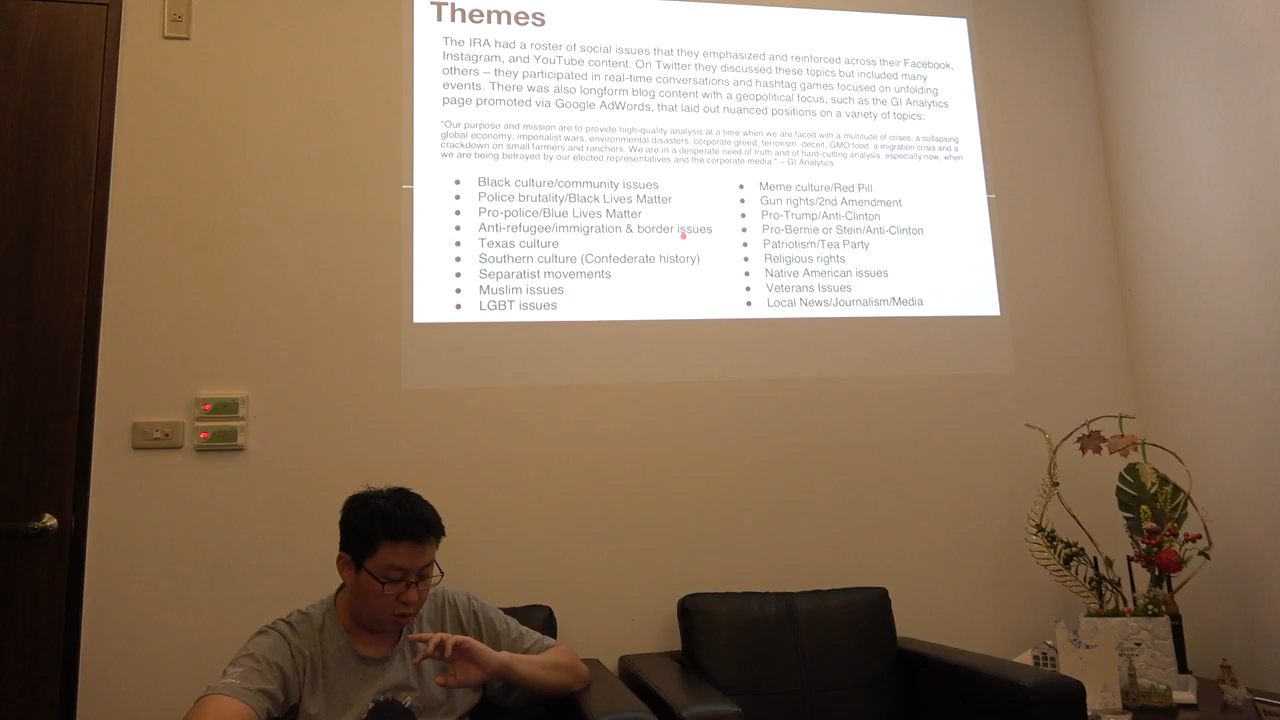 Themes
The IRA had a roster of social issues that they emphasized and reinforced across their Facebook,
Instagram, and YouTube content. On Twitter they discussed these topics but included many
others – they participated in real-time conversations and hashtag games focused on unfolding
events. There was also longform blog content with a geopolitical focus, such as the GI Analytics
page promoted via Google AdWords, that laid out nuanced positions on a variety of topics:
"Our purpose and mission are to provide high-quality analysis at a time when we are faced with a multitude of crises, a collapsing
global economy, imperialist wars, environmental disasters, corporate greed, terrorism, deceit, GMO food, a migration crisis and a
crackdown on small farmers and ranchers. We are in a desperate need of truth and of hard-cutting analysis, especially now, when
we are being betrayed by our elected representatives and the corporate media." – GI Analytics
Black culture/community issues
Police brutality/Black Lives Matter
Pro-police/Blue Lives Matter
Anti-refugee/immigration & border issues
Texas culture
Southern culture (Confederate history)
Separatist movements
Muslim issues
LGBT issues
Meme culture/Red Pill
Gun rights/2nd Amendment
Pro-Trump/Anti-Clinton
Pro-Bernie or Stein/Anti-Clinton
Patriotism/Tea Party
Religious rights
Native American issues
Veterans Issues
Local News/Journalism/Media